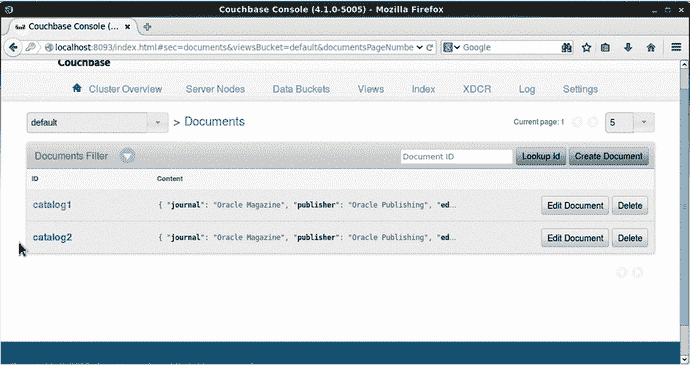 Couchbase Console (4.1.0-5005) - Mozilla Firefox
Couchbase Console (4....
localhost:8093/index.html#sec=documents&viewsBucket=default&documentsPageNumbe
Google
Couchbase
Cluster Overview Server Nodes Data Buckets Views Index XDCR Log Settings
default > Documents Current page: 1 5
Documents Filter Document ID Lookup Id Create Document
ID Content
catalog1 { "journal": "Oracle Magazine", "publisher": "Oracle Publishing", "ed... Edit Document Delete
catalog2 { "journal": "Oracle Magazine", "publisher": "Oracle Publishing", "ed... Edit Document Delete